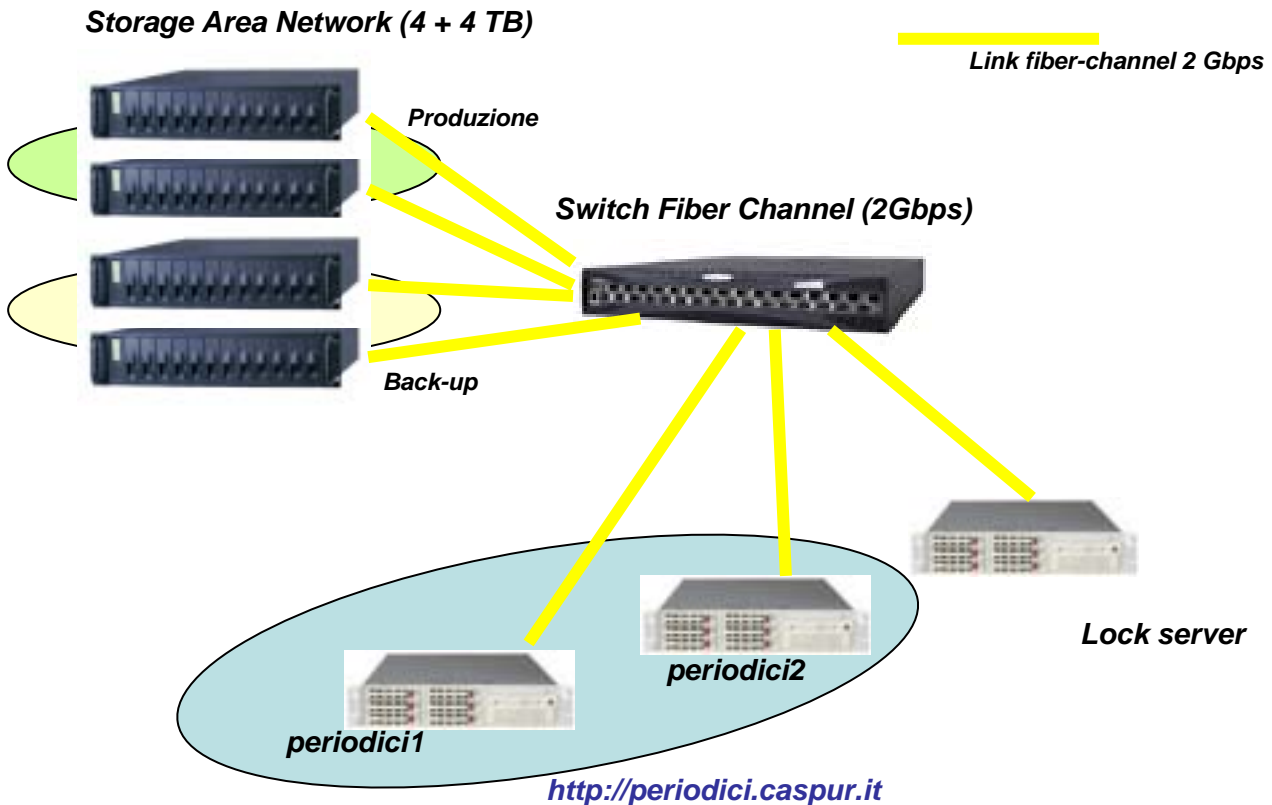 Storage Area Network (4 + 4 TB)
Link fiber-channel 2 Gbps
Produzione
Switch Fiber Channel (2Gbps)
Back-up
Lock server
periodici2
periodici1
http://periodici.caspur.it